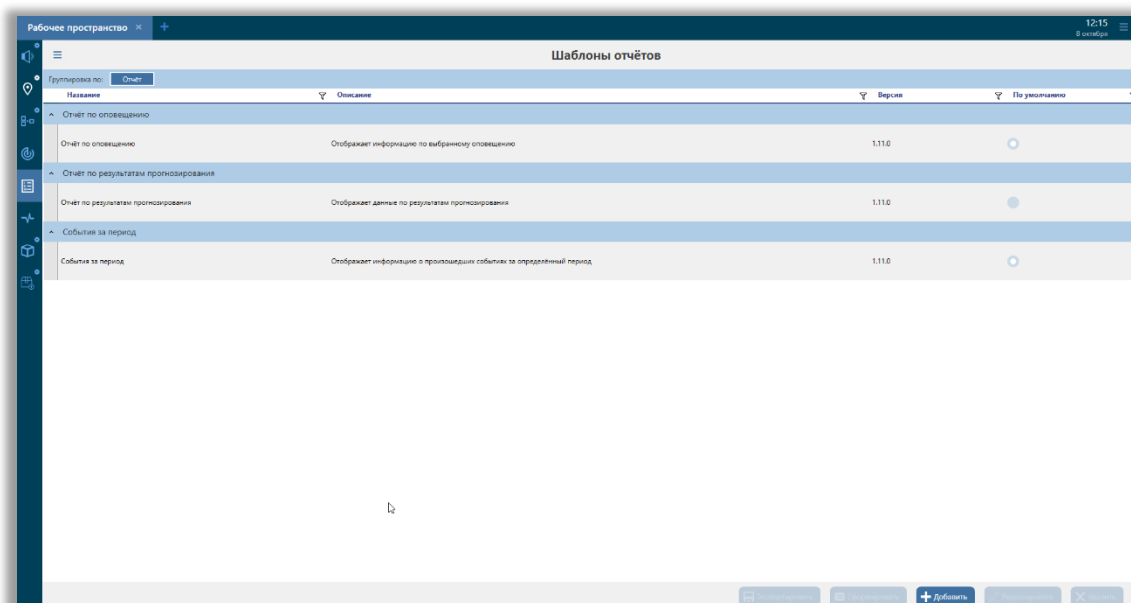 Рабочее пространство
12:15
8 октября
Шаблоны отчётов
Группировка по: Отчёт
Название Описание Версия По умолчанию
Отчёт по оповещению
Отчёт по оповещению Отображает информацию по выбранному оповещению 1.11.0
Отчёт по результатам прогнозирования
Отчёт по результатам прогнозирования Отображает данные по результатам прогнозирования 1.11.0
События за период
События за период Отображает информацию о произошедших событиях за определённый период 1.11.0
Добавить